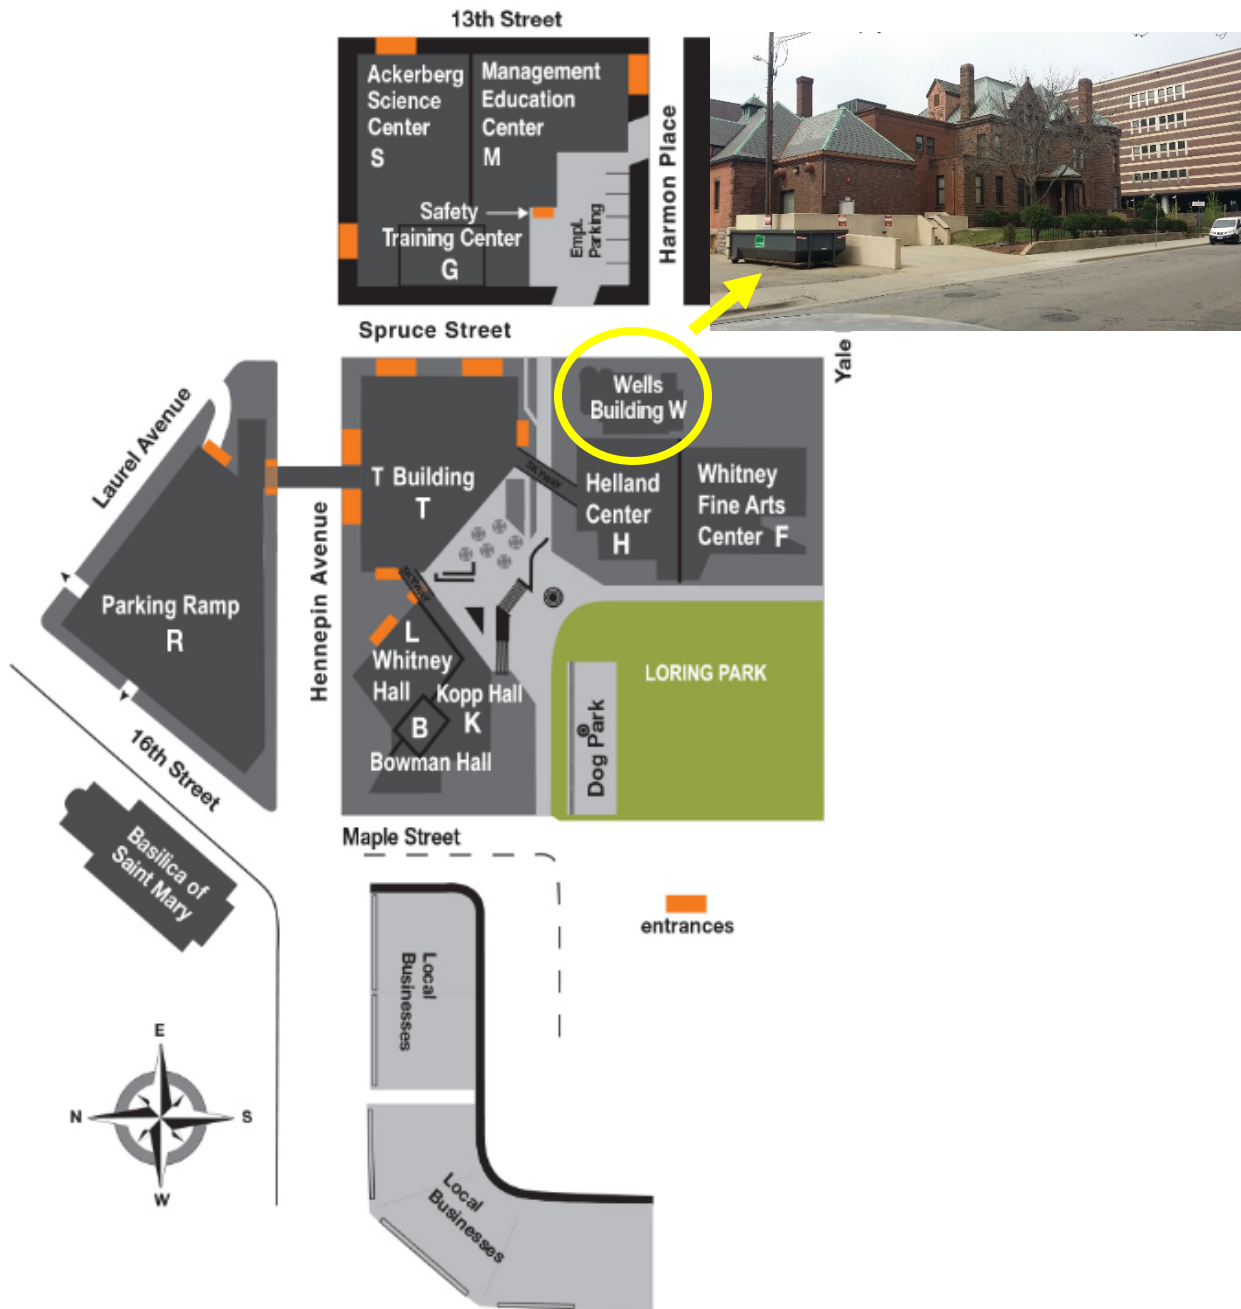 13th Street
Ackerberg
Science
Center
S
Management
Education
Center
M
Safety
Training Center
G
Empl.
Parking
Harmon Place
Spruce Street
Yale
Laurel Avenue
Wells
Building W
T Building
T
SKYWAY
Helland
Center
H
Whitney
Fine Arts
Center F
Hennepin Avenue
Parking Ramp
R
SKYWAY
L
Whitney
Hall
Kopp Hall
K
B
Bowman Hall
LORING PARK
Dog Park
16th Street
Basilica of
Saint Mary
Maple Street
entrances
Local
Businesses
Local
Businesses
E
N
S
W